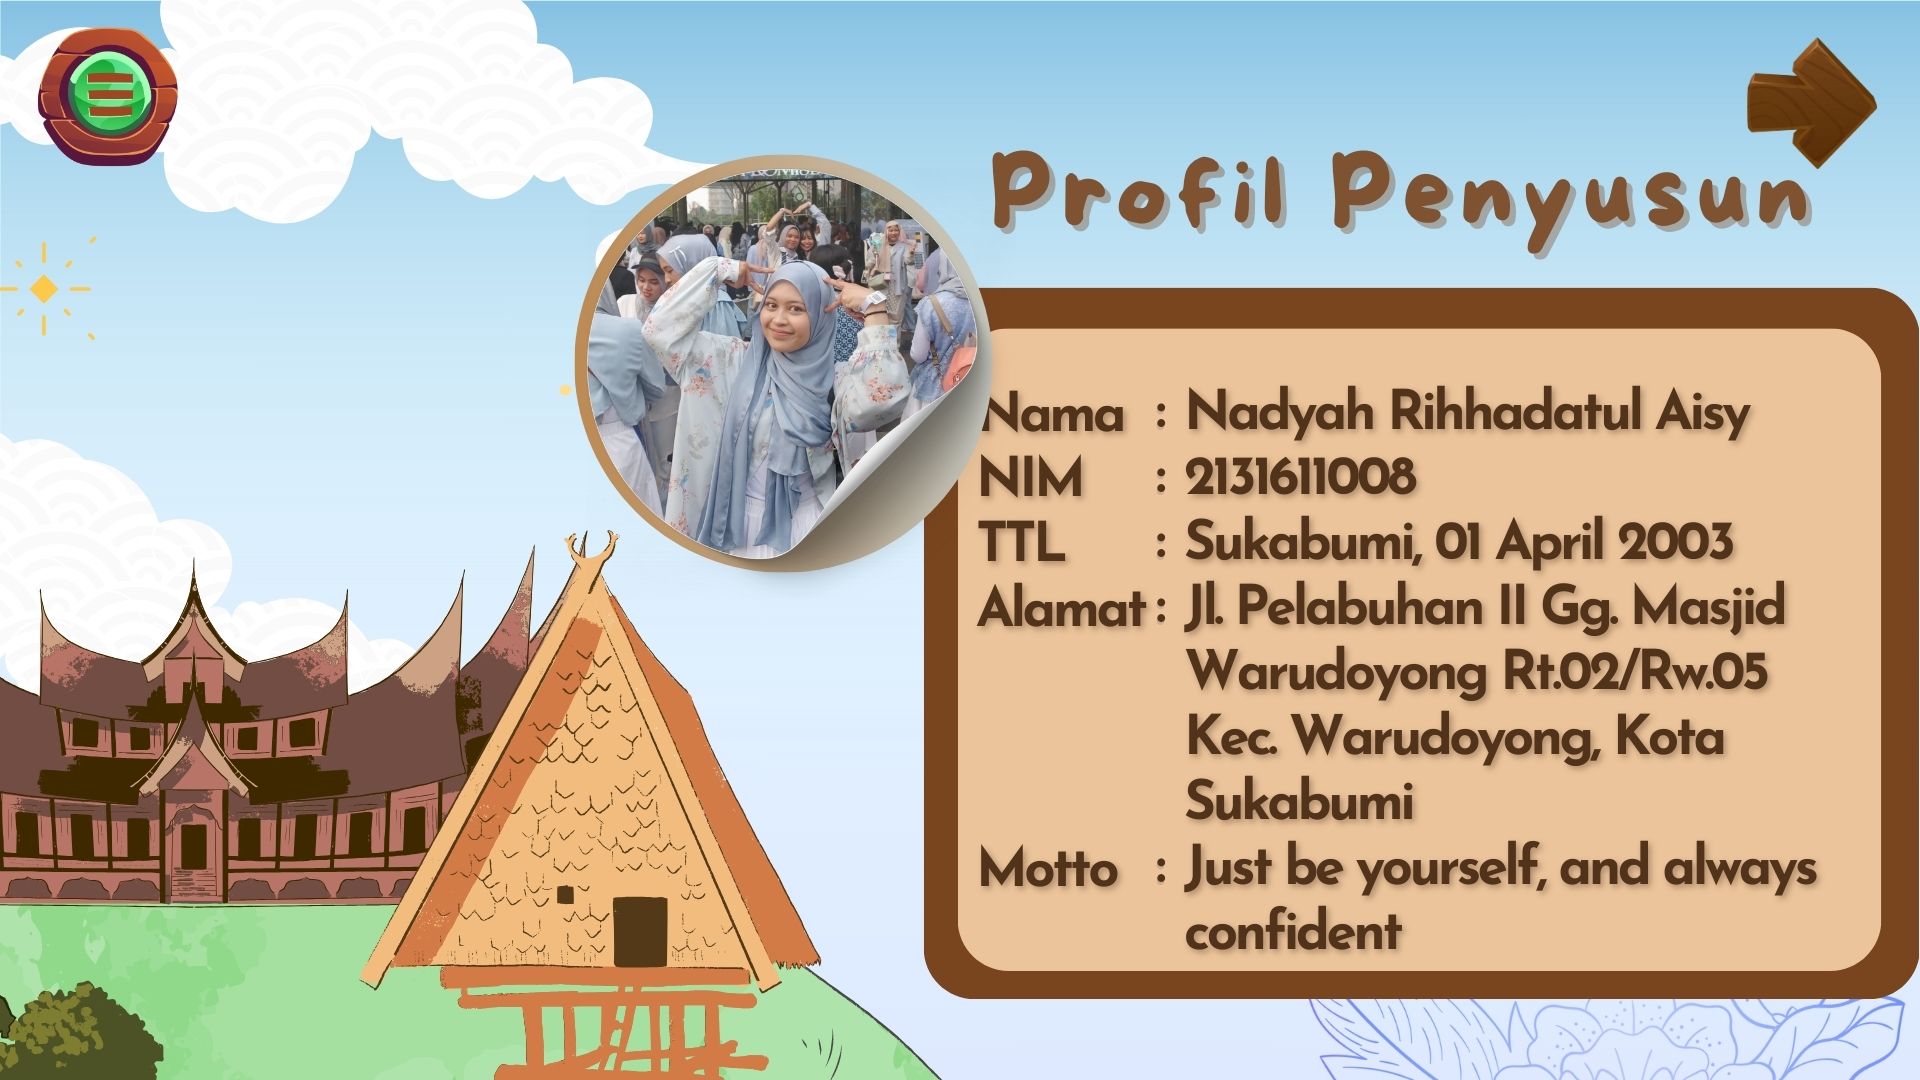 Profil Penyusun
Nama : Nadyah Rihhadatul Aisy
NIM : 2131611008
TTL : Sukabumi, 01 April 2003
Alamat : Jl. Pelabuhan II Gg. Masjid
Warudoyong Rt.02/Rw.05
Kec. Warudoyong, Kota
Sukabumi
Motto : Just be yourself, and always
confident